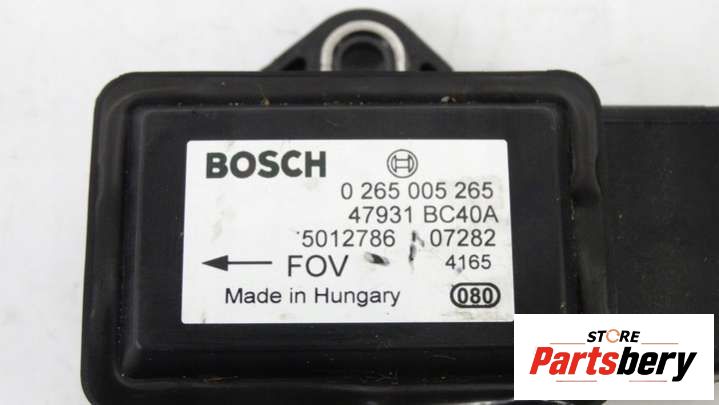 BOSCH
0 265 005 265
47931 BC40A
5012786 07282
FOV 4165
Made in Hungary 080
STORE
Partsbery